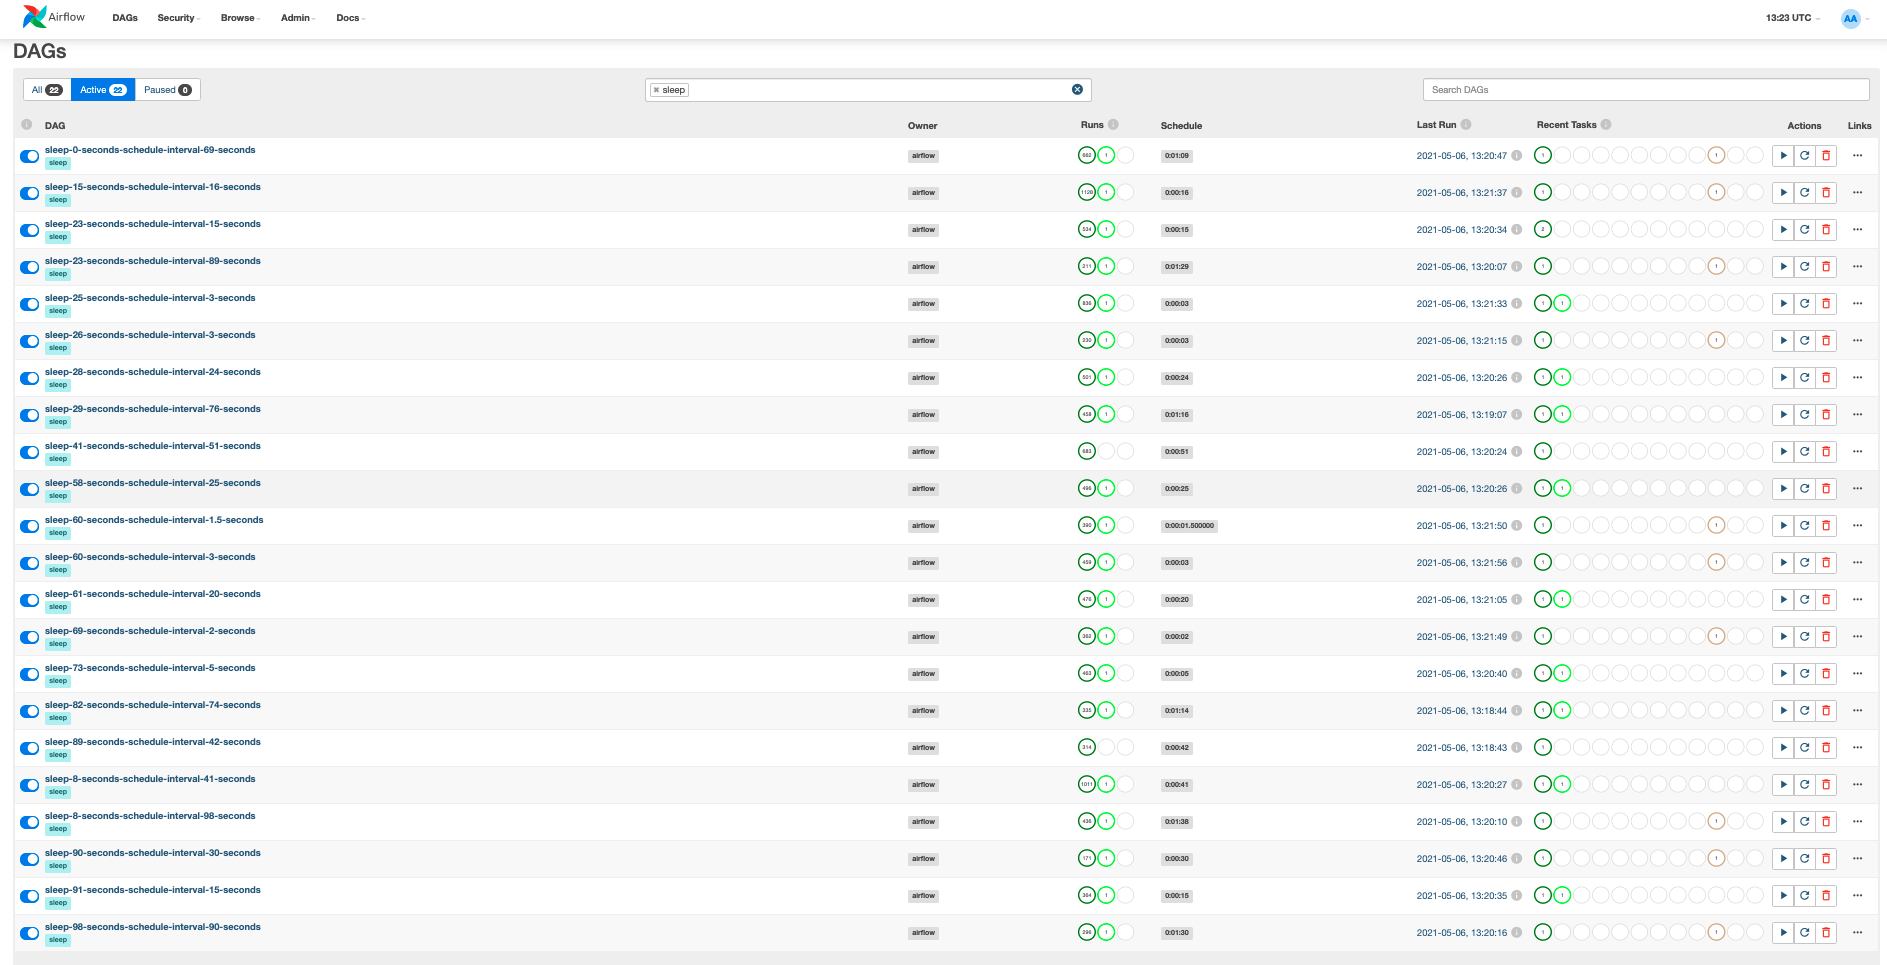 Airflow DAGs Security Browse Admin Docs 13:23 UTC AA
DAGs
All 22 Active 22 Paused 0 sleep Search DAGs
DAG Owner Runs Schedule Last Run Recent Tasks Actions Links
sleep-0-seconds-schedule-interval-69-seconds
sleep airflow 662 1 0:01:09 2021-05-06, 13:20:47 1 1
sleep-15-seconds-schedule-interval-16-seconds
sleep airflow 1128 1 0:00:16 2021-05-06, 13:21:37 1 1
sleep-23-seconds-schedule-interval-15-seconds
sleep airflow 534 1 0:00:15 2021-05-06, 13:20:34 2
sleep-23-seconds-schedule-interval-89-seconds
sleep airflow 211 1 0:01:29 2021-05-06, 13:20:07 1 1
sleep-25-seconds-schedule-interval-3-seconds
sleep airflow 1 0:00:03 2021-05-06, 13:21:33 1 1
sleep-26-seconds-schedule-interval-3-seconds
sleep airflow 230 1 0:00:03 2021-05-06, 13:21:15 1 1
sleep-28-seconds-schedule-interval-24-seconds
sleep airflow 501 1 0:00:24 2021-05-06, 13:20:26 1 1
sleep-29-seconds-schedule-interval-76-seconds
sleep airflow 458 1 0:01:16 2021-05-06, 13:19:07 1 1
sleep-41-seconds-schedule-interval-51-seconds
sleep airflow 683 0:00:51 2021-05-06, 13:20:24 1
sleep-58-seconds-schedule-interval-25-seconds
sleep airflow 496 1 0:00:25 2021-05-06, 13:20:26 1 1
sleep-60-seconds-schedule-interval-1.5-seconds
sleep airflow 390 1 0:00:01.500000 2021-05-06, 13:21:50 1 1
sleep-60-seconds-schedule-interval-3-seconds
sleep airflow 459 1 0:00:03 2021-05-06, 13:21:56 1 1
sleep-61-seconds-schedule-interval-20-seconds
sleep airflow 476 1 0:00:20 2021-05-06, 13:21:05 1 1
sleep-69-seconds-schedule-interval-2-seconds
sleep airflow 362 1 0:00:02 2021-05-06, 13:21:49 1 1
sleep-73-seconds-schedule-interval-5-seconds
sleep airflow 463 1 0:00:05 2021-05-06, 13:20:40 1 1
sleep-82-seconds-schedule-interval-74-seconds
sleep airflow 335 1 0:01:14 2021-05-06, 13:18:44 1 1
sleep-89-seconds-schedule-interval-42-seconds
sleep airflow 314 0:00:42 2021-05-06, 13:18:43 1
sleep-8-seconds-schedule-interval-41-seconds
sleep airflow 1011 1 0:00:41 2021-05-06, 13:20:27 1 1
sleep-8-seconds-schedule-interval-98-seconds
sleep airflow 436 1 0:01:38 2021-05-06, 13:20:10 1 1
sleep-90-seconds-schedule-interval-30-seconds
sleep airflow 171 1 0:00:30 2021-05-06, 13:20:46 1 1
sleep-91-seconds-schedule-interval-15-seconds
sleep airflow 364 1 0:00:15 2021-05-06, 13:20:35 1 1
sleep-98-seconds-schedule-interval-90-seconds
sleep airflow 296 1 0:01:30 2021-05-06, 13:20:16 1 1